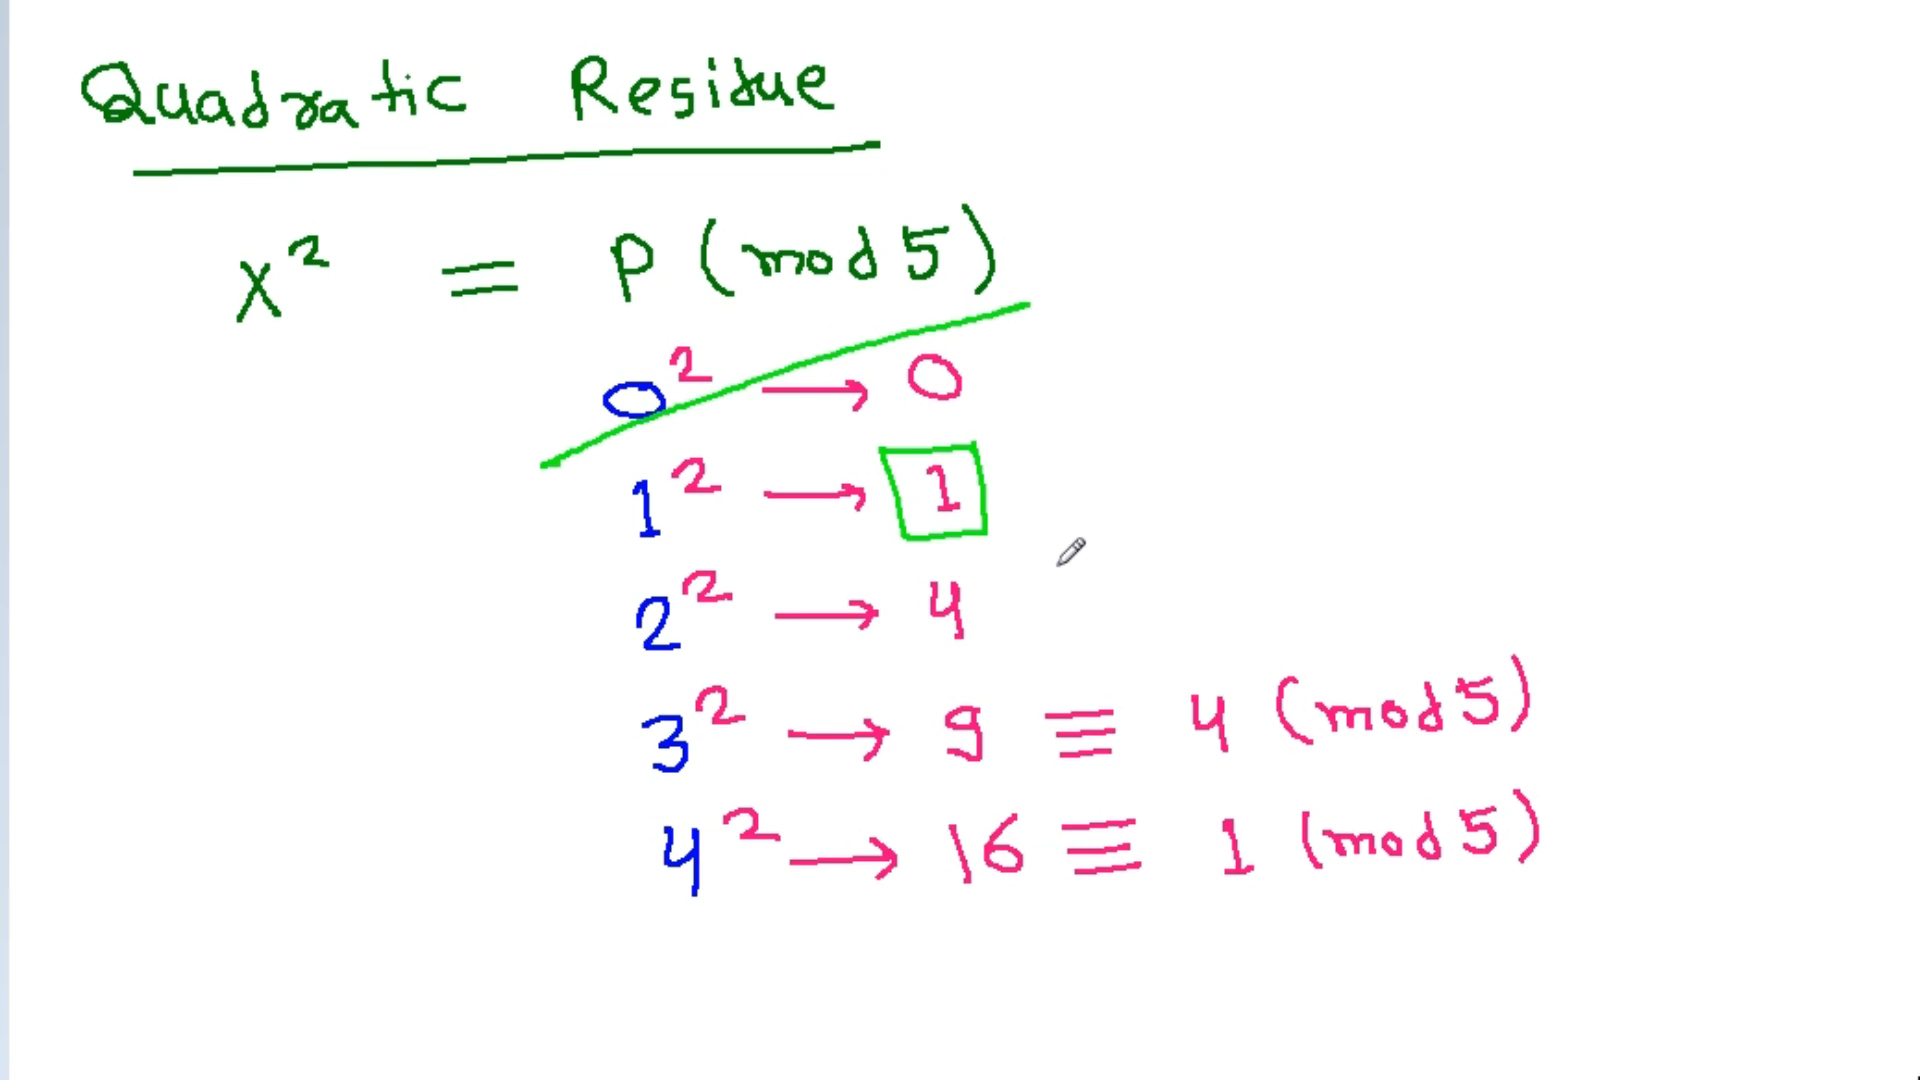 Quadratic Residue
x² = P (mod 5)
0² → 0
1² → 1
2² → 4
3² → 9 ≡ 4 (mod 5)
4² → 16 ≡ 1 (mod 5)